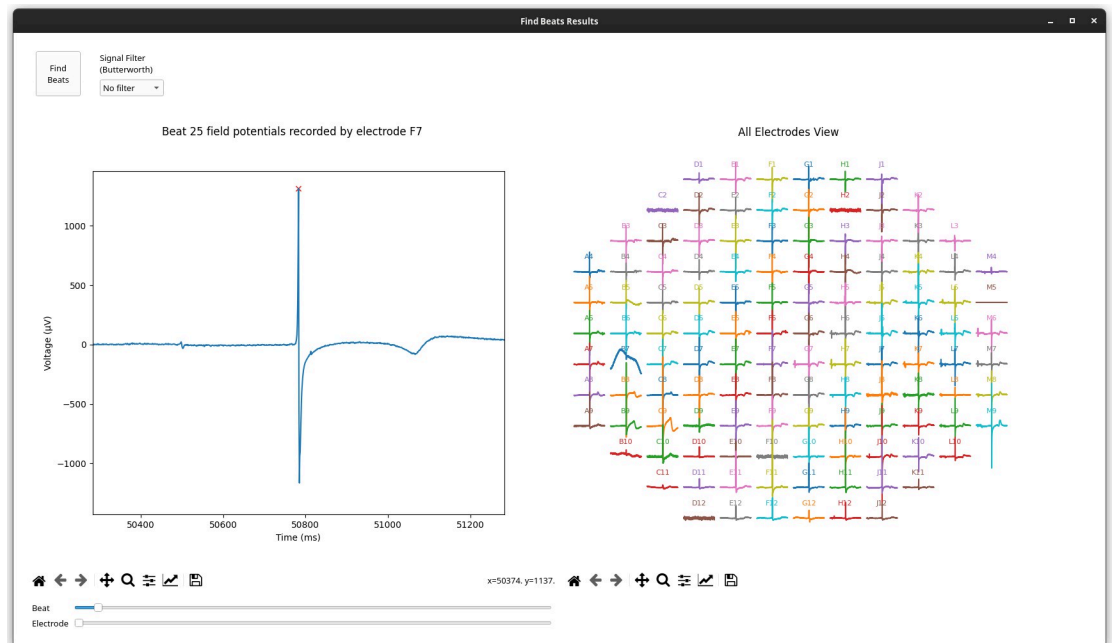 Find Beats Results
Find
Beats
Signal Filter
(Butterworth)
No filter
Beat 25 field potentials recorded by electrode F7
All Electrodes View
1000
500
0
−500
−1000
Voltage (μV)
50400 50600 50800 51000 51200
Time (ms)
D1 E1 F1 G1 H1 J1
C2 D2 E2 F2 G2 H2 J2 K2
B3 C3 D3 E3 F3 G3 H3 J3 K3 L3
A4 B4 C4 D4 E4 F4 G4 H4 J4 K4 L4 M4
A5 B5 C5 D5 E5 F5 G5 H5 J5 K5 L5 M5
A6 B6 C6 D6 E6 F6 G6 H6 J6 K6 L6 M6
A7 B7 C7 D7 E7 F7 G7 H7 J7 K7 L7 M7
A8 B8 C8 D8 E8 F8 G8 H8 J8 K8 L8 M8
A9 B9 C9 D9 E9 F9 G9 H9 J9 K9 L9 M9
B10 C10 D10 E10 F10 G10 H10 J10 K10 L10
C11 D11 E11 F11 G11 H11 J11 K11
D12 E12 F12 G12 H12 J12
x=50374. y=1137.
Beat
Electrode